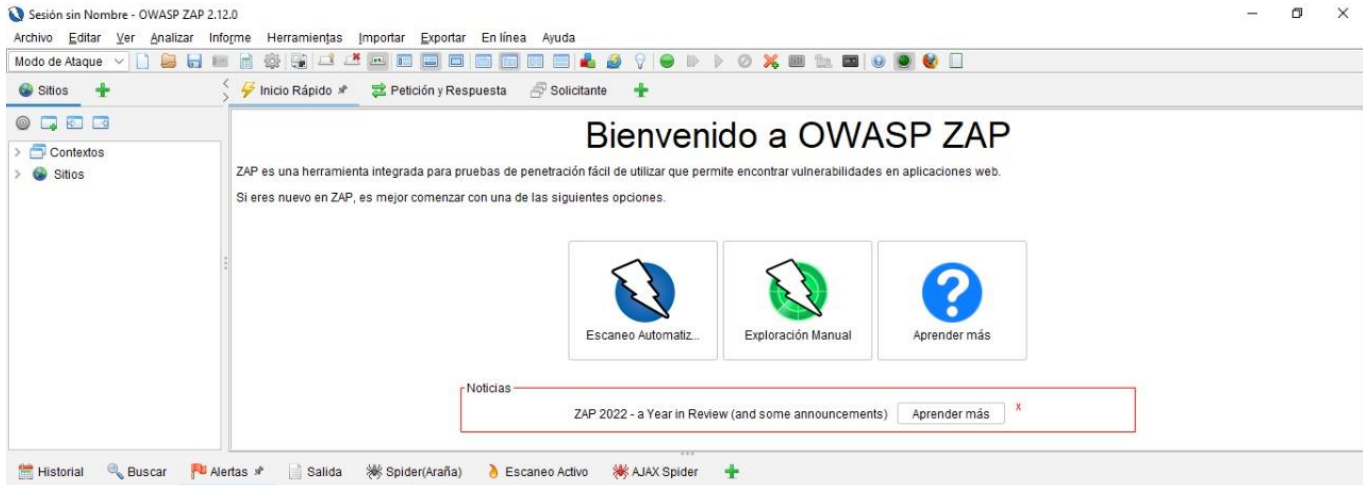 Sesión sin Nombre - OWASP ZAP 2.12.0
Archivo Editar Ver Analizar Informe Herramientas Importar Exportar En línea Ayuda
Modo de Ataque
Sitios
Inicio Rápido Petición y Respuesta Solicitante
Contextos
Sitios
Bienvenido a OWASP ZAP
ZAP es una herramienta integrada para pruebas de penetración fácil de utilizar que permite encontrar vulnerabilidades en aplicaciones web.
Si eres nuevo en ZAP, es mejor comenzar con una de las siguientes opciones.
Escaneo Automatiz... Exploración Manual Aprender más
Noticias
ZAP 2022 - a Year in Review (and some announcements) Aprender más x
Historial Buscar Alertas Salida Spider(Araña) Escaneo Activo AJAX Spider